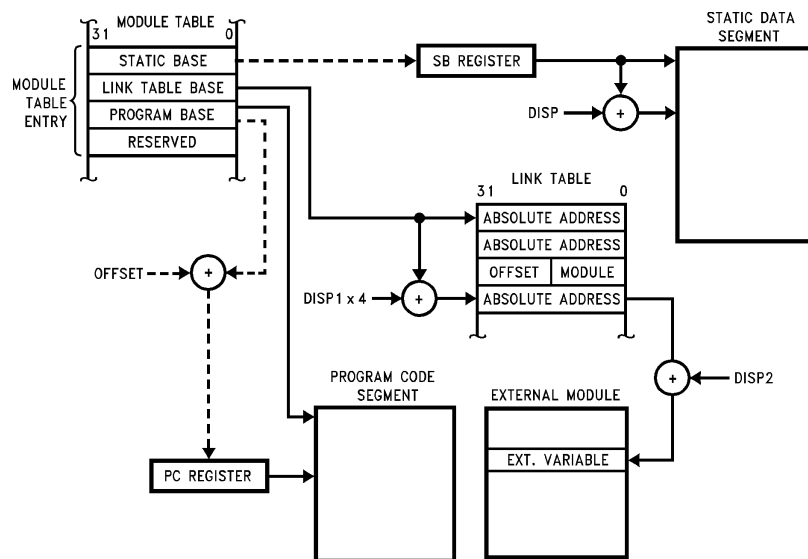 MODULE TABLE
31 0
STATIC BASE
LINK TABLE BASE
PROGRAM BASE
RESERVED
MODULE
TABLE
ENTRY
SB REGISTER
STATIC DATA
SEGMENT
DISP
+
LINK TABLE
31 0
ABSOLUTE ADDRESS
ABSOLUTE ADDRESS
OFFSET MODULE
ABSOLUTE ADDRESS
OFFSET
+
DISP1 x 4
+
+
DISP2
PROGRAM CODE
SEGMENT
EXTERNAL MODULE
EXT. VARIABLE
PC REGISTER